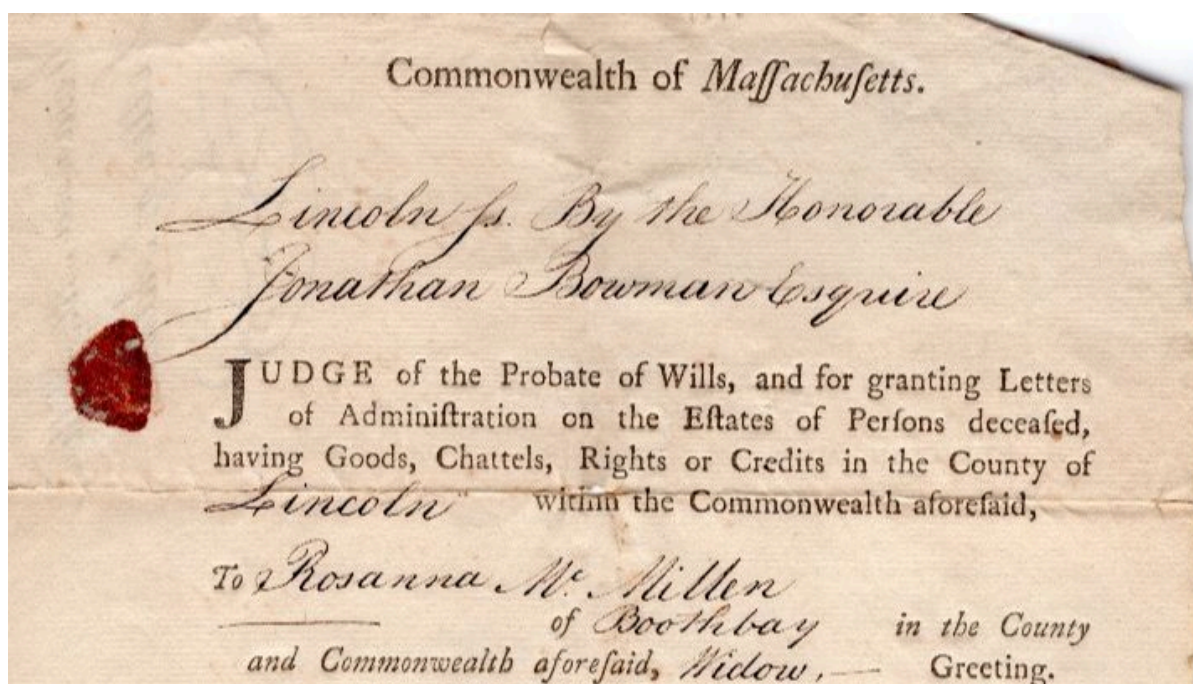 Commonwealth of Maſſachuſetts.
Lincoln ſs. By the Honorable
Jonathan Bowman Esquire
JUDGE of the Probate of Wills, and for granting Letters
of Adminiſtration on the Eſtates of Perſons deceaſed,
having Goods, Chattels, Rights or Credits in the County of
Lincoln within the Commonwealth aforeſaid,
To Rosanna Mc. Millen
of Boothbay in the County
and Commonwealth aforeſaid, Widow, — Greeting.